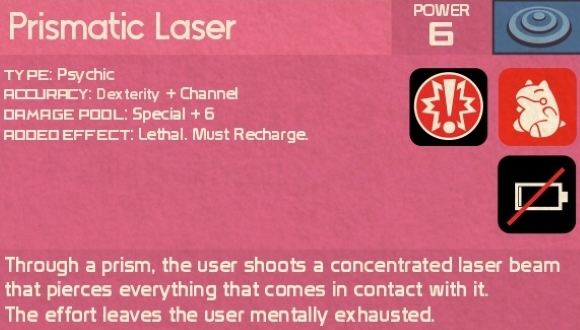 Prismatic Laser
POWER
6
TYPE: Psychic
ACCURACY: Dexterity + Channel
DAMAGE POOL: Special + 6
ADDED EFFECT: Lethal. Must Recharge.
Through a prism, the user shoots a concentrated laser beam
that pierces everything that comes in contact with it.
The effort leaves the user mentally exhausted.